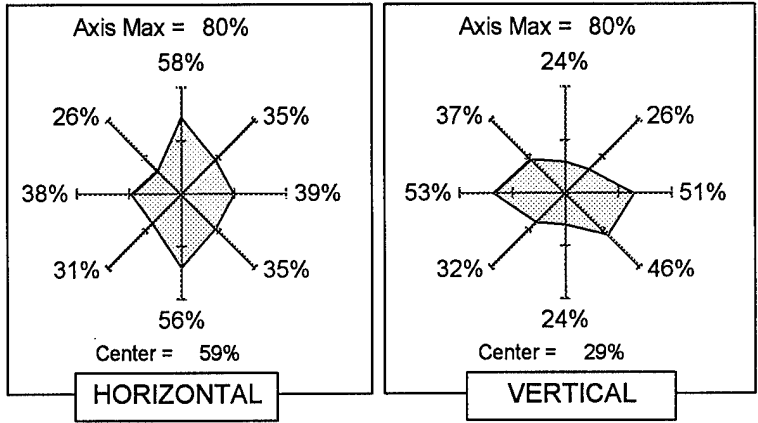 Axis Max = 80%
58%
26%
35%
38%
39%
31%
35%
56%
Center = 59%
HORIZONTAL
Axis Max = 80%
24%
37%
26%
53%
51%
32%
46%
24%
Center = 29%
VERTICAL